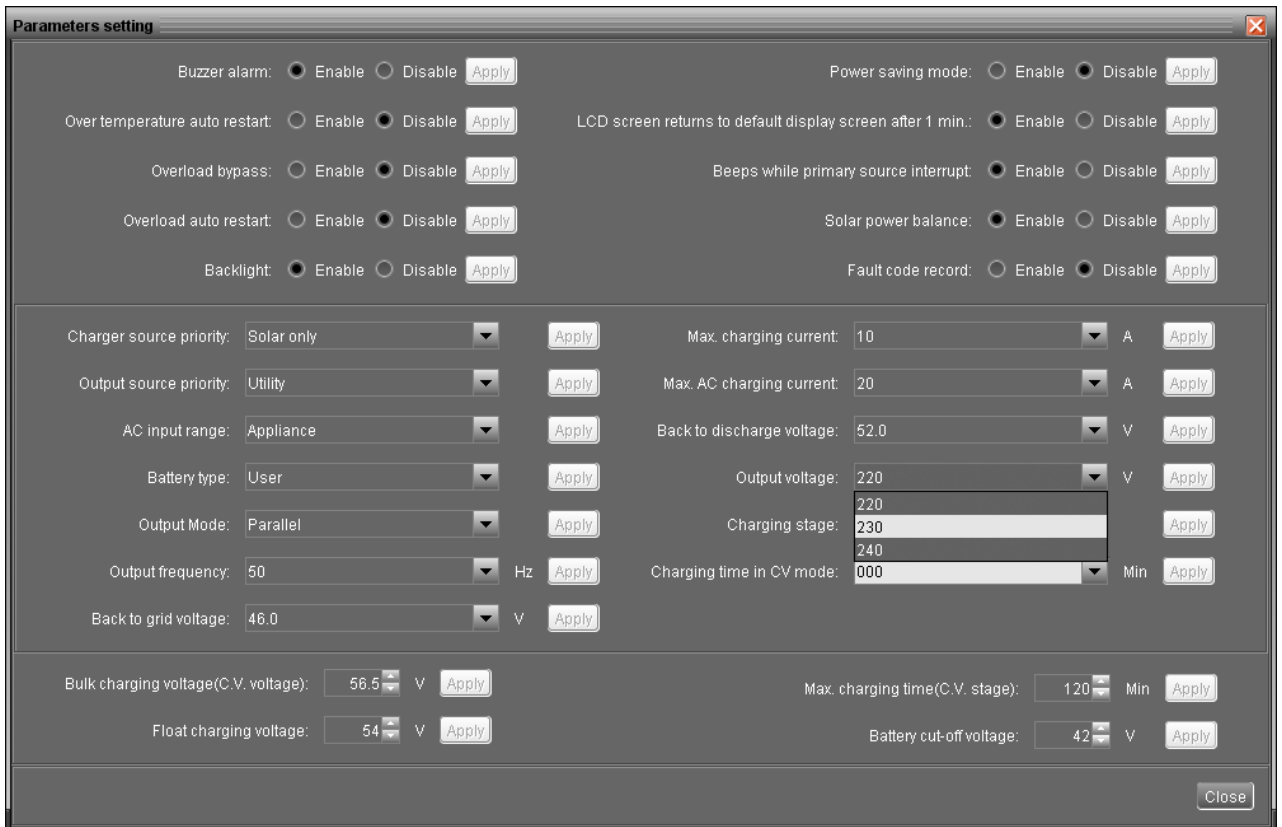 Parameters setting
Buzzer alarm: Enable Disable Apply
Power saving mode: Enable Disable Apply
Over temperature auto restart: Enable Disable Apply
LCD screen returns to default display screen after 1 min.: Enable Disable Apply
Overload bypass: Enable Disable Apply
Beeps while primary source interrupt: Enable Disable Apply
Overload auto restart: Enable Disable Apply
Solar power balance: Enable Disable Apply
Backlight: Enable Disable Apply
Fault code record: Enable Disable Apply
Charger source priority: Solar only Apply
Max. charging current: 10 A Apply
Output source priority: Utility Apply
Max. AC charging current: 20 A Apply
AC input range: Appliance Apply
Back to discharge voltage: 52.0 V Apply
Battery type: User Apply
Output voltage: 220 V Apply
220
Output Mode: Parallel Apply
Charging stage: 230 Apply
240
Output frequency: 50 Hz Apply
Charging time in CV mode: 000 Min Apply
Back to grid voltage: 46.0 V Apply
Bulk charging voltage(C.V. voltage): 56.5 V Apply
Max. charging time(C.V. stage): 120 Min Apply
Float charging voltage: 54 V Apply
Battery cut-off voltage: 42 V Apply
Close